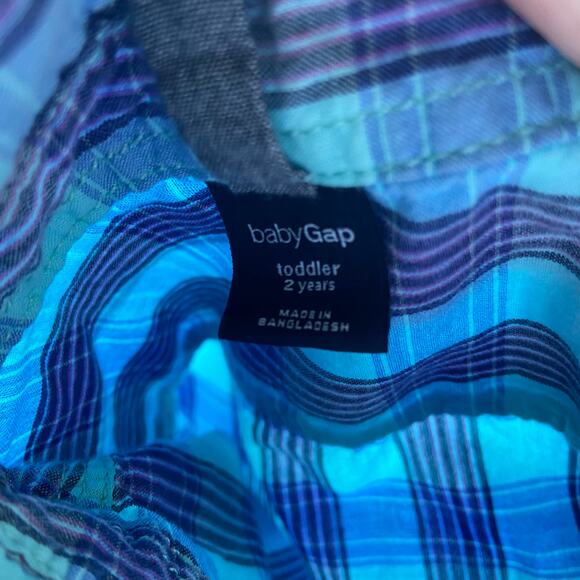 babyGap
toddler
2 years
MADE IN
BANGLADESH